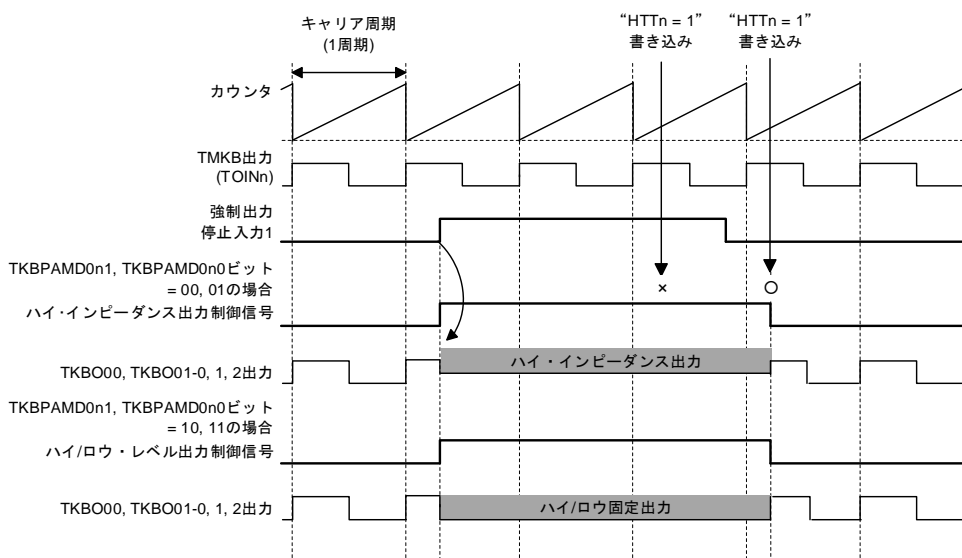 キャリア周期
(1周期)
“HTTn = 1”
書き込み
“HTTn = 1”
書き込み
カウンタ
TMKB出力
(TOINn)
強制出力
停止入力1
TKBPAMD0n1, TKBPAMD0n0ビット
= 00, 01の場合
ハイ・インピーダンス出力制御信号
×
○
TKBO00, TKBO01-0, 1, 2出力
ハイ・インピーダンス出力
TKBPAMD0n1, TKBPAMD0n0ビット
= 10, 11の場合
ハイ/ロウ・レベル出力制御信号
TKBO00, TKBO01-0, 1, 2出力
ハイ/ロウ固定出力